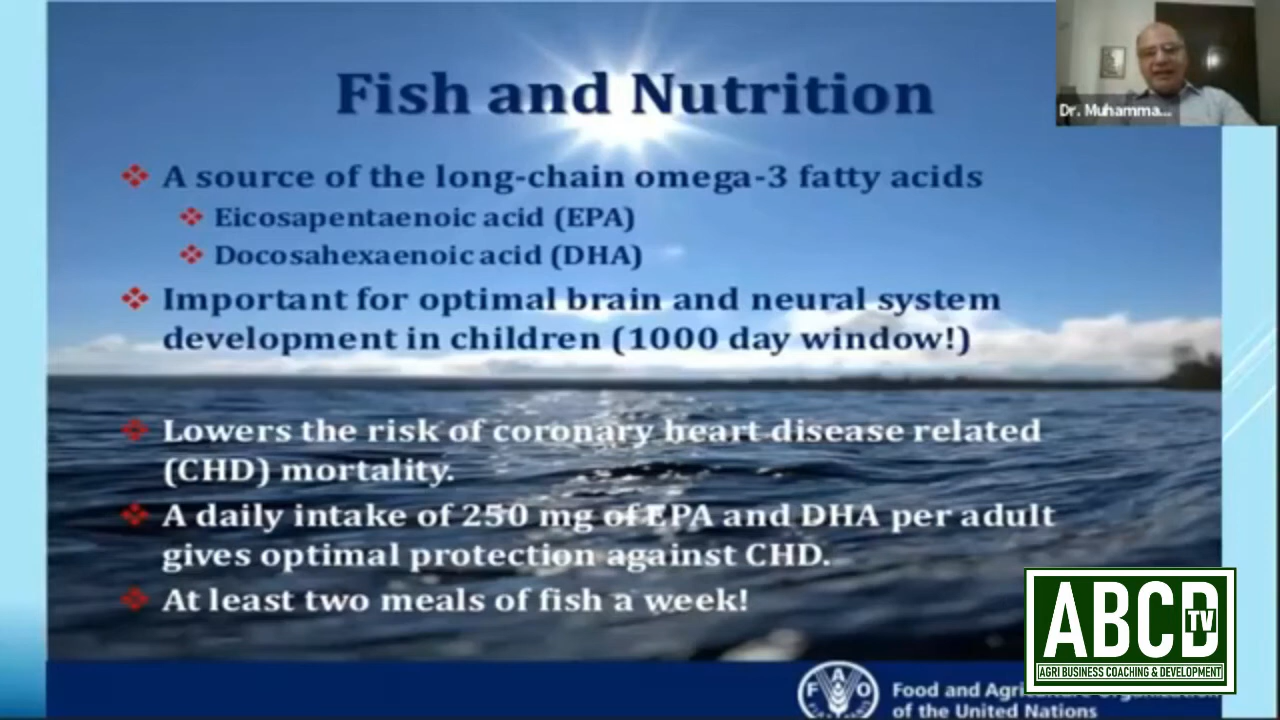 Fish and Nutrition
Dr. Muhamma...
A source of the long-chain omega-3 fatty acids
Eicosapentaenoic acid (EPA)
Docosahexaenoic acid (DHA)
Important for optimal brain and neural system
development in children (1000 day window!)
Lowers the risk of coronary heart disease related
(CHD) mortality.
A daily intake of 250 mg of EPA and DHA per adult
gives optimal protection against CHD.
At least two meals of fish a week!
ABCD TV
AGRI BUSINESS COACHING & DEVELOPMENT
FAO
Food and Agriculture Organization
of the United Nations